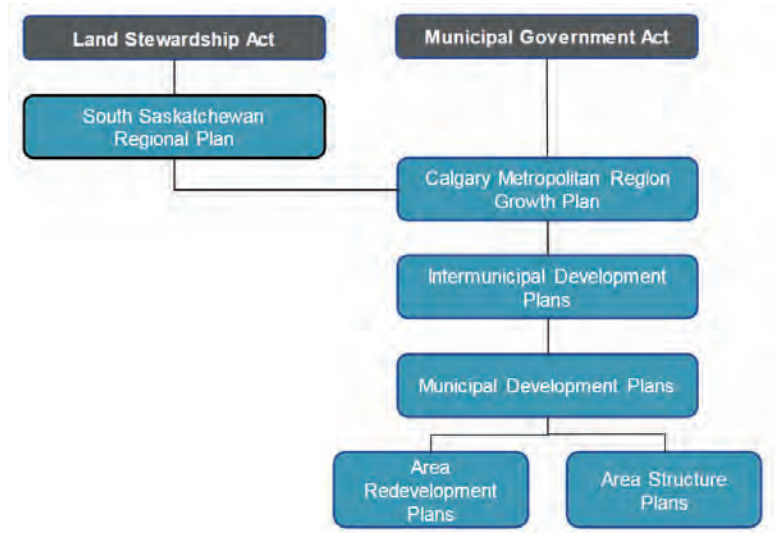 Land Stewardship Act
Municipal Government Act
South Saskatchewan
Regional Plan
Calgary Metropolitan Region
Growth Plan
Intermunicipal Development
Plans
Municipal Development Plans
Area
Redevelopment
Plans
Area Structure
Plans